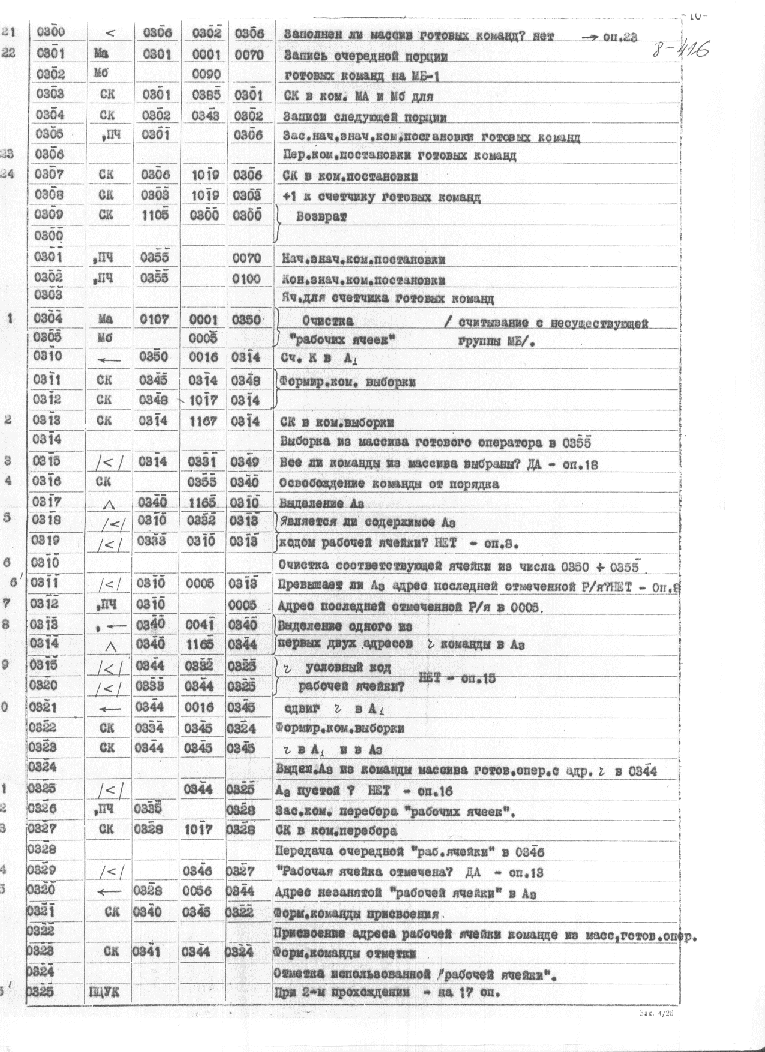 -10-
8-416
21 03̅00 < 0306 0302 0306 Заполнен ли массив готовых команд? нет → оп.23
22 0301 Ма 0301 0001 0070 Запись очередной порции
0302 Мб 0090 готовых команд на МБ-1
0303 СК 0301 0385 0301 СК в ком. МА и Мб для
0304 СК 0302 0343 0302 Записи следующей порции
0305 ,ПЧ 0301 0306 Зас.нач.знач.ком.постановки готовых команд
23 0306 Пер.ком.постановки готовых команд
24 0307 СК 0306 1019 0306 СК в ком.постановки
0308 СК 0303 1019 0303 +1 к счетчику готовых команд
0309 СК 1105 0300 0300 Возврат
0300
0301 ,ПЧ 0355 0070 Нач.знач.ком.постановки
0302 ,ПЧ 0355 0100 Кон.знач.ком.постановки
0303 Яч.для счетчика готовых команд
1 0304 Ма 0107 0001 0350 Очистка / считывание с несуществующей
0305 Мб 0005 "рабочих ячеек" группы МБ/.
0310 ← 0350 0016 0314 Сч. К в А₁
0311 СК 0345 0314 0348 Формир.ком. выборки
0312 СК 0348 1017 0314
2 0313 СК 0314 1167 0314 СК в ком.выборки
0314 Выборка из массива готового оператора в 0355
3 0315 /</ 0314 0331 0349 Все ли команды из массива выбраны? ДА - оп.18
4 0316 СК 0355 0340 Освобождение команды от порядка
0317 ∧ 0340 1165 0310 Выделение А₃
5 0318 /</ 0310 0332 0313 Является ли содержимое А₃
0319 /</ 0333 0310 0313 кодом рабочей ячейки? НЕТ - оп.8.
6 0310 Очистка соответствующей ячейки из числа 0350 ÷ 0355.
6' 0311 /</ 0310 0005 0313 Превышает ли А₃ адрес последней отмеченной Р/я?НЕТ - Оп.8
7 0312 ,ПЧ 0310 0005 Адрес последней отмеченной Р/я в 0005.
8 0313 , ← 0340 0041 0340 Выделение одного из
0314 ∧ 0340 1165 0344 первых двух адресов r команды в А₃
9 0315 /</ 0344 0332 0325 r условный код НЕТ - оп.15
0320 /</ 0333 0344 0325 рабочей ячейки?
0 0321 ← 0344 0016 0345 сдвиг r в А₁
0322 СК 0334 0345 0324 Формир.ком.выборки
0323 СК 0344 0345 0345 r в А₁ и в А₃
0324 Выдел.А₃ из команды массива готов.опер.с адр. r в 0344
1 0325 /</ 0344 0325 А₃ пустой ? НЕТ - оп.16
2 0326 ,ПЧ 0335 0328 Зас.ком. перебора "рабочих ячеек".
3 0327 СК 0328 1017 0328 СК в ком.перебора
0328 Передача очередной "раб.ячейки" в 0346
4 0329 /</ 0346 0327 "Рабочая ячейка отмечена? ДА - оп.13
5 0320 ← 0328 0056 0344 Адрес незанятой "рабочей ячейки" в А₃
0321 СК 0340 0345 0322 Форм.команды присвоения.
0322 Присвоение адреса рабочей ячейки команде из масс,готов.опер.
0323 СК 0341 0344 0324 Форм.команды отметки
0324 Отметка использованной /"рабочей ячейки".
5' 0325 ПЦУК При 2-м прохождении - на 17 оп.